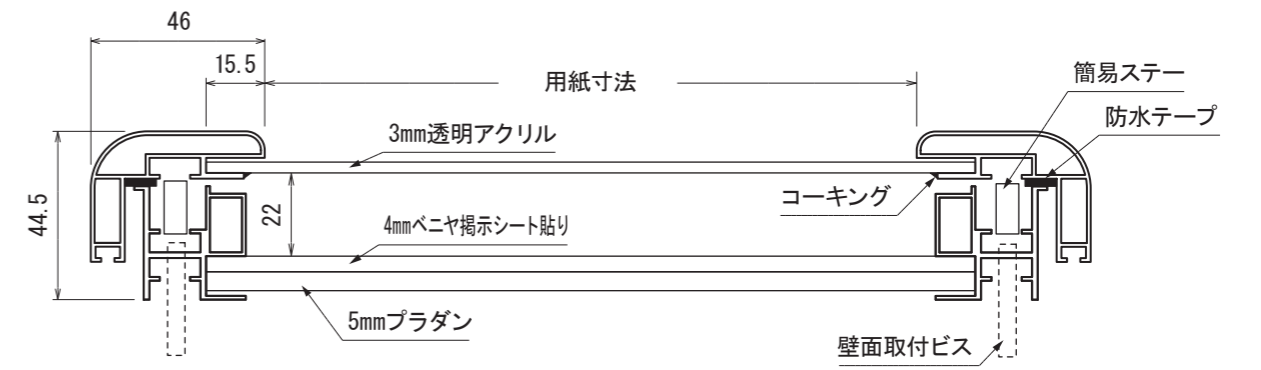 46
15.5
用紙寸法
簡易ステー
防水テープ
3mm透明アクリル
コーキング
44.5
22
4mmベニヤ掲示シート貼り
5mmプラダン
壁面取付ビス